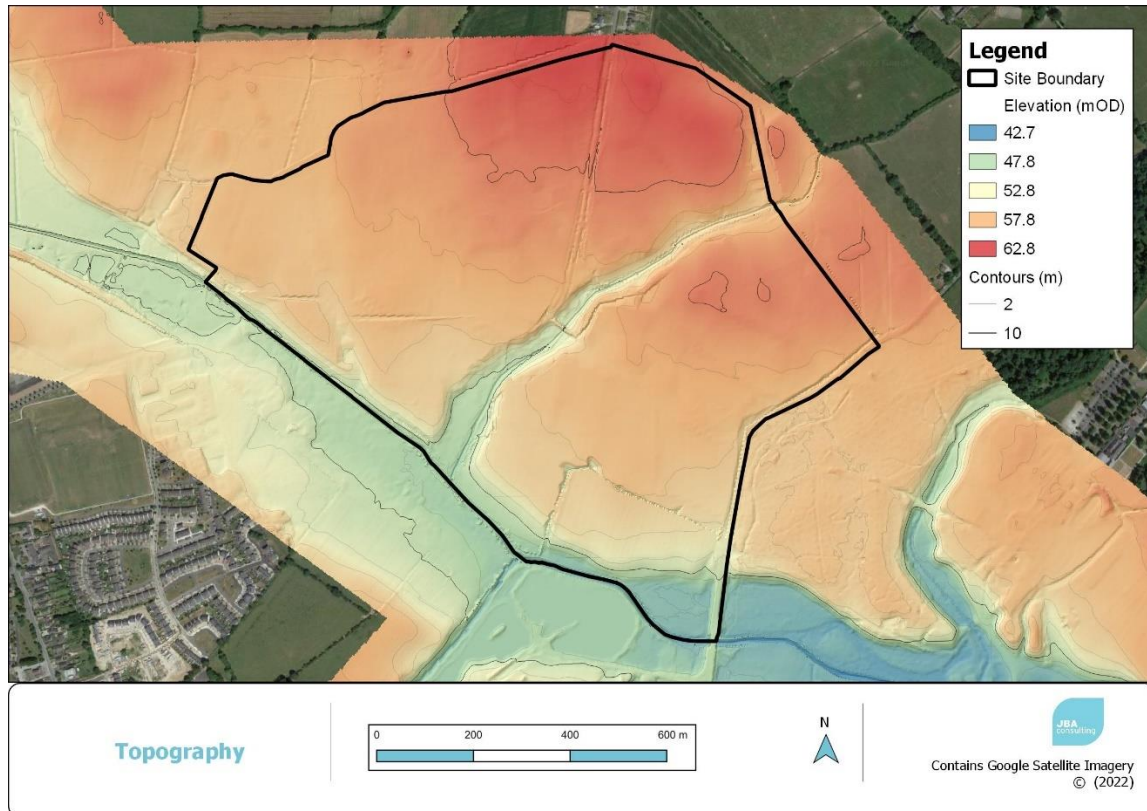 Legend
Site Boundary
Elevation (mOD)
42.7
47.8
52.8
57.8
62.8
Contours (m)
2
10
Topography
0 200 400 600 m
N
JBA
consulting
Contains Google Satellite Imagery
© (2022)